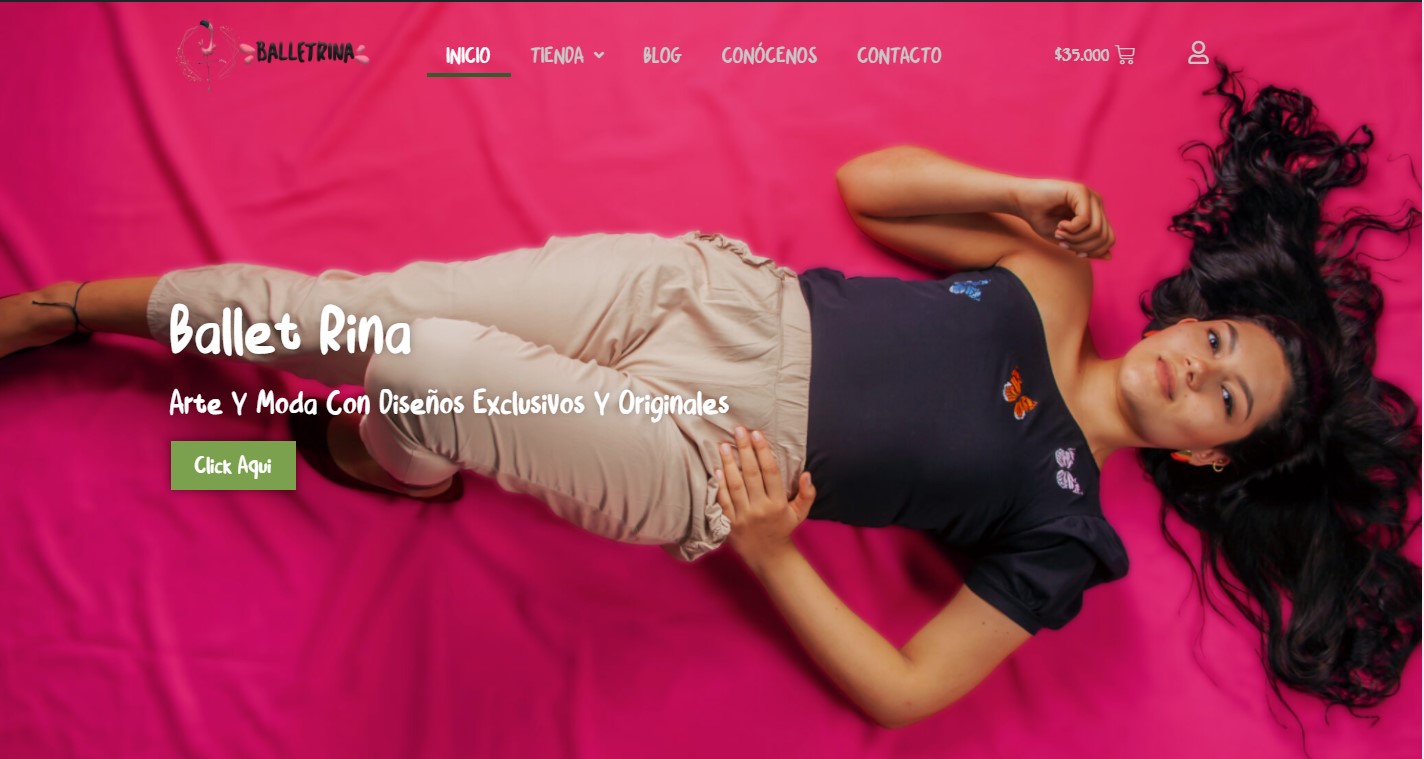 BALLETRINA
INICIO TIENDA BLOG CONÓCENOS CONTACTO $35.000
Ballet Rina
Arte Y Moda Con Diseños Exclusivos Y Originales
Click Aqui